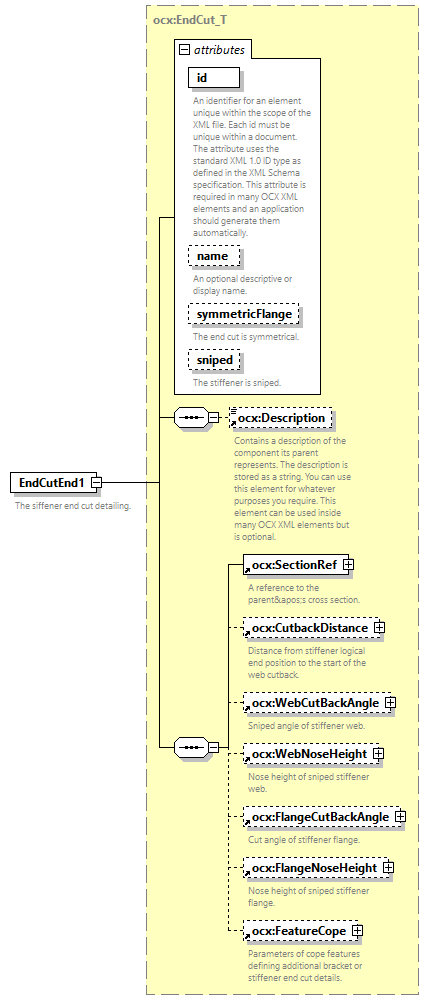 ocx:EndCut_T
attributes
id
An identifier for an element
unique within the scope of the
XML file. Each id must be
unique within a document.
The attribute uses the
standard XML 1.0 ID type as
defined in the XML Schema
specification. This attribute is
required in many OCX XML
elements and an application
should generate them
automatically.
name
An optional descriptive or
display name.
symmetricFlange
The end cut is symmetrical.
sniped
The stiffener is sniped.
ocx:Description
Contains a description of the
component its parent
represents. The description is
stored as a string. You can use
this element for whatever
purposes you require. This
element can be used inside
many OCX XML elements but
is optional.
EndCutEnd1
The siffener end cut detailing.
ocx:SectionRef
A reference to the
parent&apos;s cross section.
ocx:CutbackDistance
Distance from stiffener logical
end position to the start of the
web cutback.
ocx:WebCutBackAngle
Sniped angle of stiffener web.
ocx:WebNoseHeight
Nose height of sniped stiffener
web.
ocx:FlangeCutBackAngle
Cut angle of stiffener flange.
ocx:FlangeNoseHeight
Nose height of sniped stiffener
flange.
ocx:FeatureCope
Parameters of cope features
defining additional bracket or
stiffener end cut details.